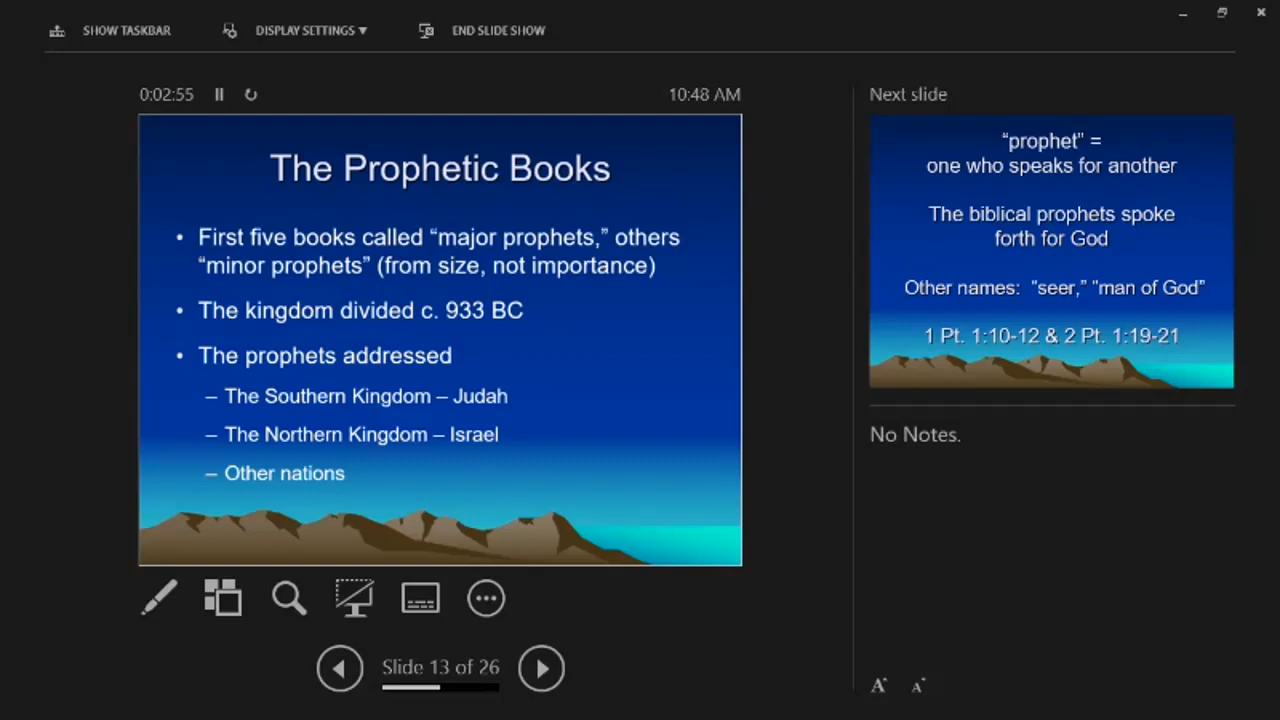 SHOW TASKBAR
DISPLAY SETTINGS ▼
END SLIDE SHOW
0:02:55
10:48 AM
The Prophetic Books
• First five books called “major prophets,” others
“minor prophets” (from size, not importance)
• The kingdom divided c. 933 BC
• The prophets addressed
– The Southern Kingdom – Judah
– The Northern Kingdom – Israel
– Other nations
Slide 13 of 26
Next slide
“prophet” =
one who speaks for another
The biblical prophets spoke
forth for God
Other names: “seer,” “man of God”
1 Pt. 1:10-12 & 2 Pt. 1:19-21
No Notes.
A A